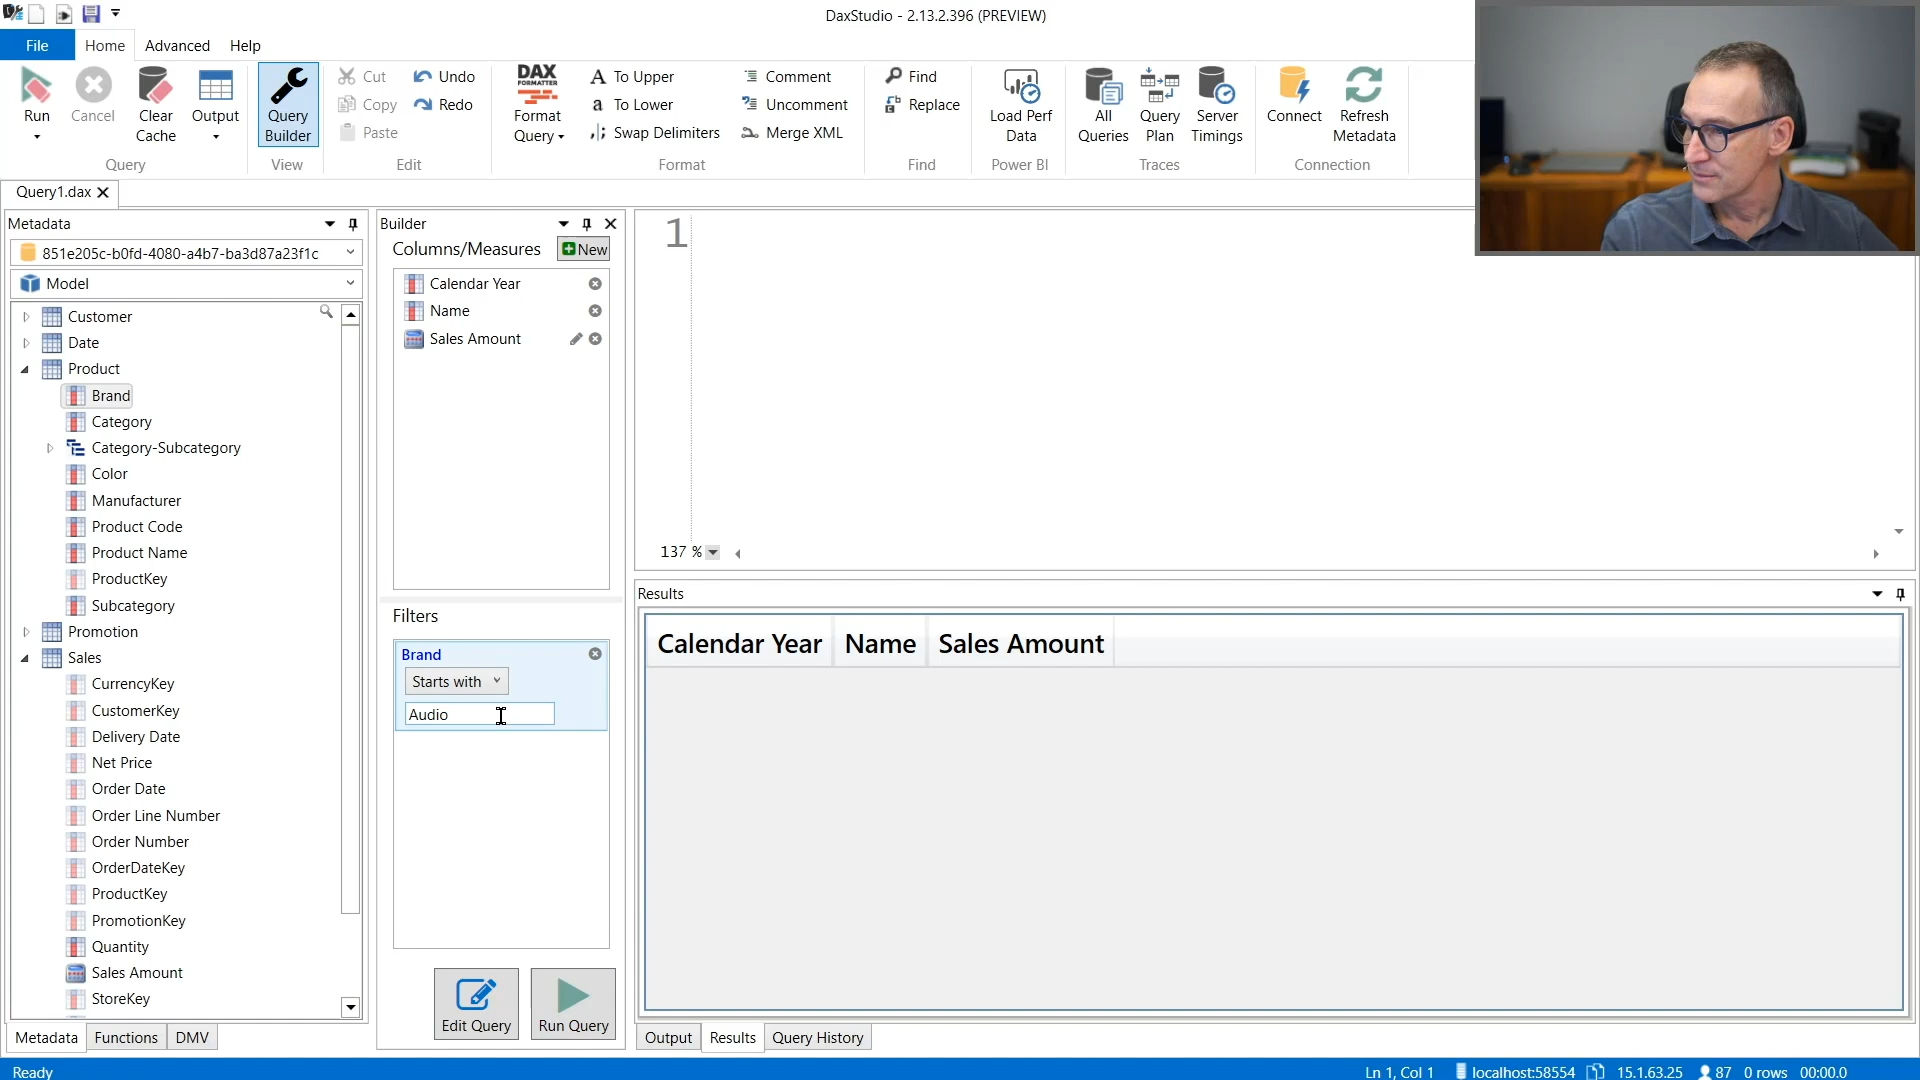 DaxStudio - 2.13.2.396 (PREVIEW)
File
Home
Advanced
Help
Run
Cancel
Clear Cache
Output
Query
Query Builder
View
Cut
Copy
Paste
Undo
Redo
Edit
DAX FORMATTER
Format Query
To Upper
To Lower
Swap Delimiters
Comment
Uncomment
Merge XML
Format
Find
Replace
Find
Load Perf Data
Power BI
All Queries
Query Plan
Server Timings
Traces
Connect
Refresh Metadata
Connection
Query1.dax
Metadata
851e205c-b0fd-4080-a4b7-ba3d87a23f1c
Model
Customer
Date
Product
Brand
Category
Category-Subcategory
Color
Manufacturer
Product Code
Product Name
ProductKey
Subcategory
Promotion
Sales
CurrencyKey
CustomerKey
Delivery Date
Net Price
Order Date
Order Line Number
Order Number
OrderDateKey
ProductKey
PromotionKey
Quantity
Sales Amount
StoreKey
Metadata
Functions
DMV
Builder
Columns/Measures
New
Calendar Year
Name
Sales Amount
Filters
Brand
Starts with
Audio
Edit Query
Run Query
1
137 %
Results
Calendar Year
Name
Sales Amount
Output
Results
Query History
Ready
Ln 1, Col 1
localhost:58554
15.1.63.25
87
0 rows
00:00.0